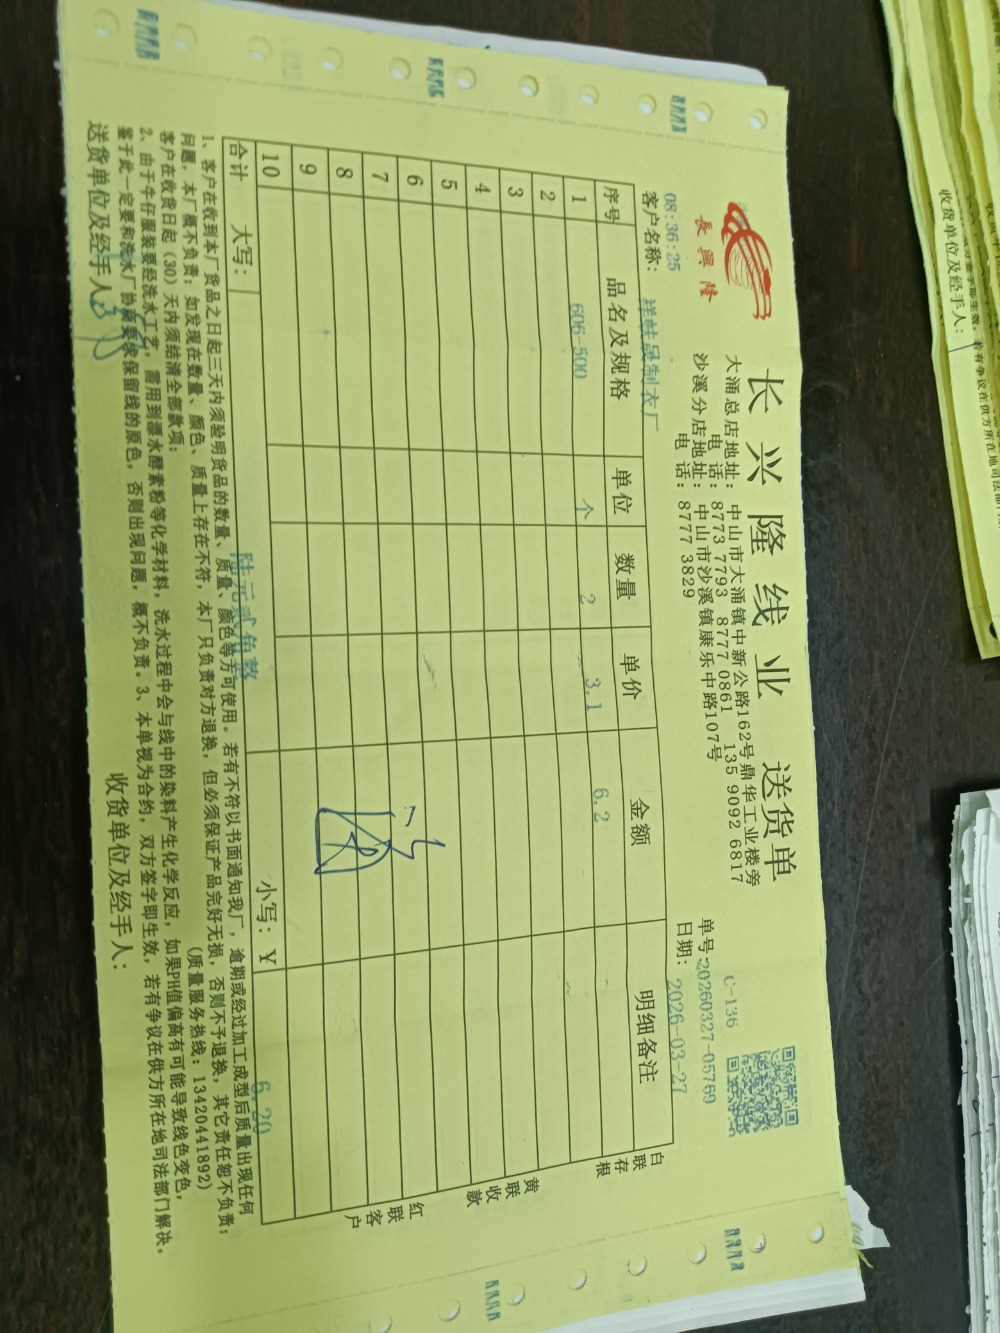 長興隆
长兴隆线业 送货单
大涌总店地址：中山市大涌镇中新公路162号鼎华工业楼旁
电话：8773 7793 8777 0861 135 9092 6817
沙溪分店地址：中山市沙溪镇康乐中路107号
电话：8777 3829
C-136
单号:20260327-05769
日期：2026-03-27
08:36:25
客户名称：
制衣厂
序号 品名及规格 单位 数量 单价 金额 明细备注
1 606-500 个 2 3.1 6.2
2
3
4
5
6
7
8
9
10
合计 大写：陆元贰角整 小写：￥6.20
白联存根
黄联收款
红联客户
1、客户在收到本厂货品之日起三天内须验明货品的数量、质量、颜色等方可使用。若有不符以书面通知我厂，逾期或经过加工成型后质量出现任何
问题，本厂概不负责；如发现在数量、颜色、质量上存在不符，本厂只负责对方退换，但必须保证产品完好无损，否则不予退换，其它责任恕不负责；
客户在收货日起（30）天内须结清全部款项； （质量服务热线：13420441892）
2、由于牛仔服装要经洗水工艺，需用到漂水酵素粉等化学材料，洗水过程中会与线中的染料产生化学反应，如果PH值偏高有可能导致线色变色，
鉴于此一定要和洗水厂协商要求保留线的原色，否则出现问题，概不负责。3、本单视为合约，双方签字即生效，若有争议在供方所在地司法部门解决。
送货单位及经手人：
收货单位及经手人：
收货单位及经手人：